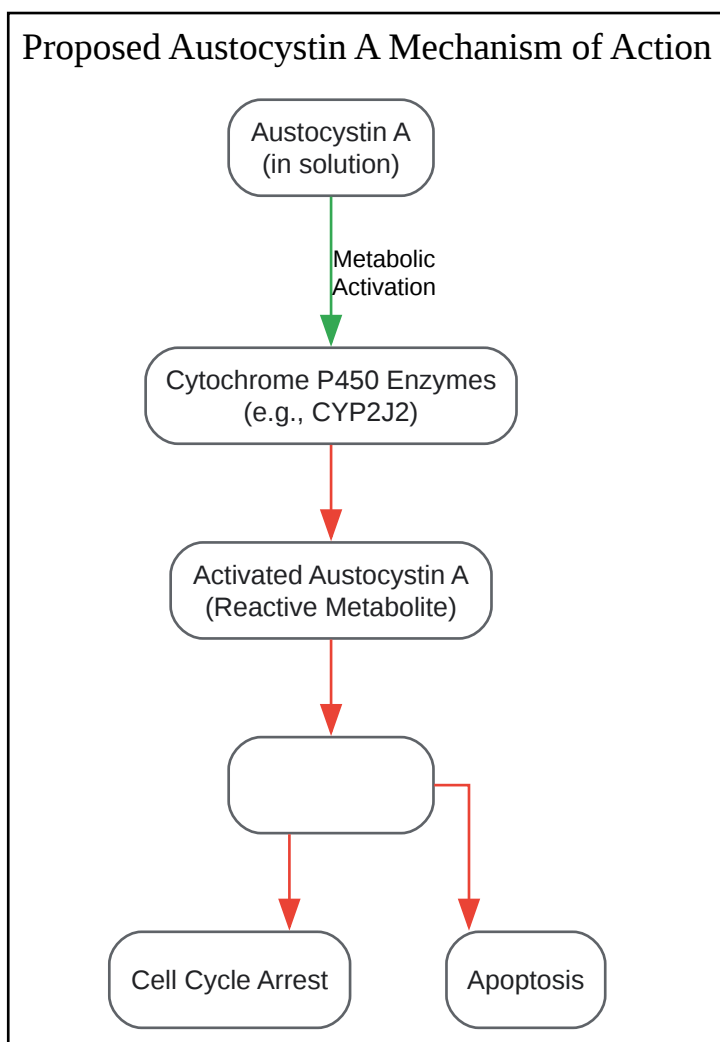 Proposed Austocystin A Mechanism of Action
Austocystin A
(in solution)
Metabolic
Activation
Cytochrome P450 Enzymes
(e.g., CYP2J2)
Activated Austocystin A
(Reactive Metabolite)
Cell Cycle Arrest
Apoptosis